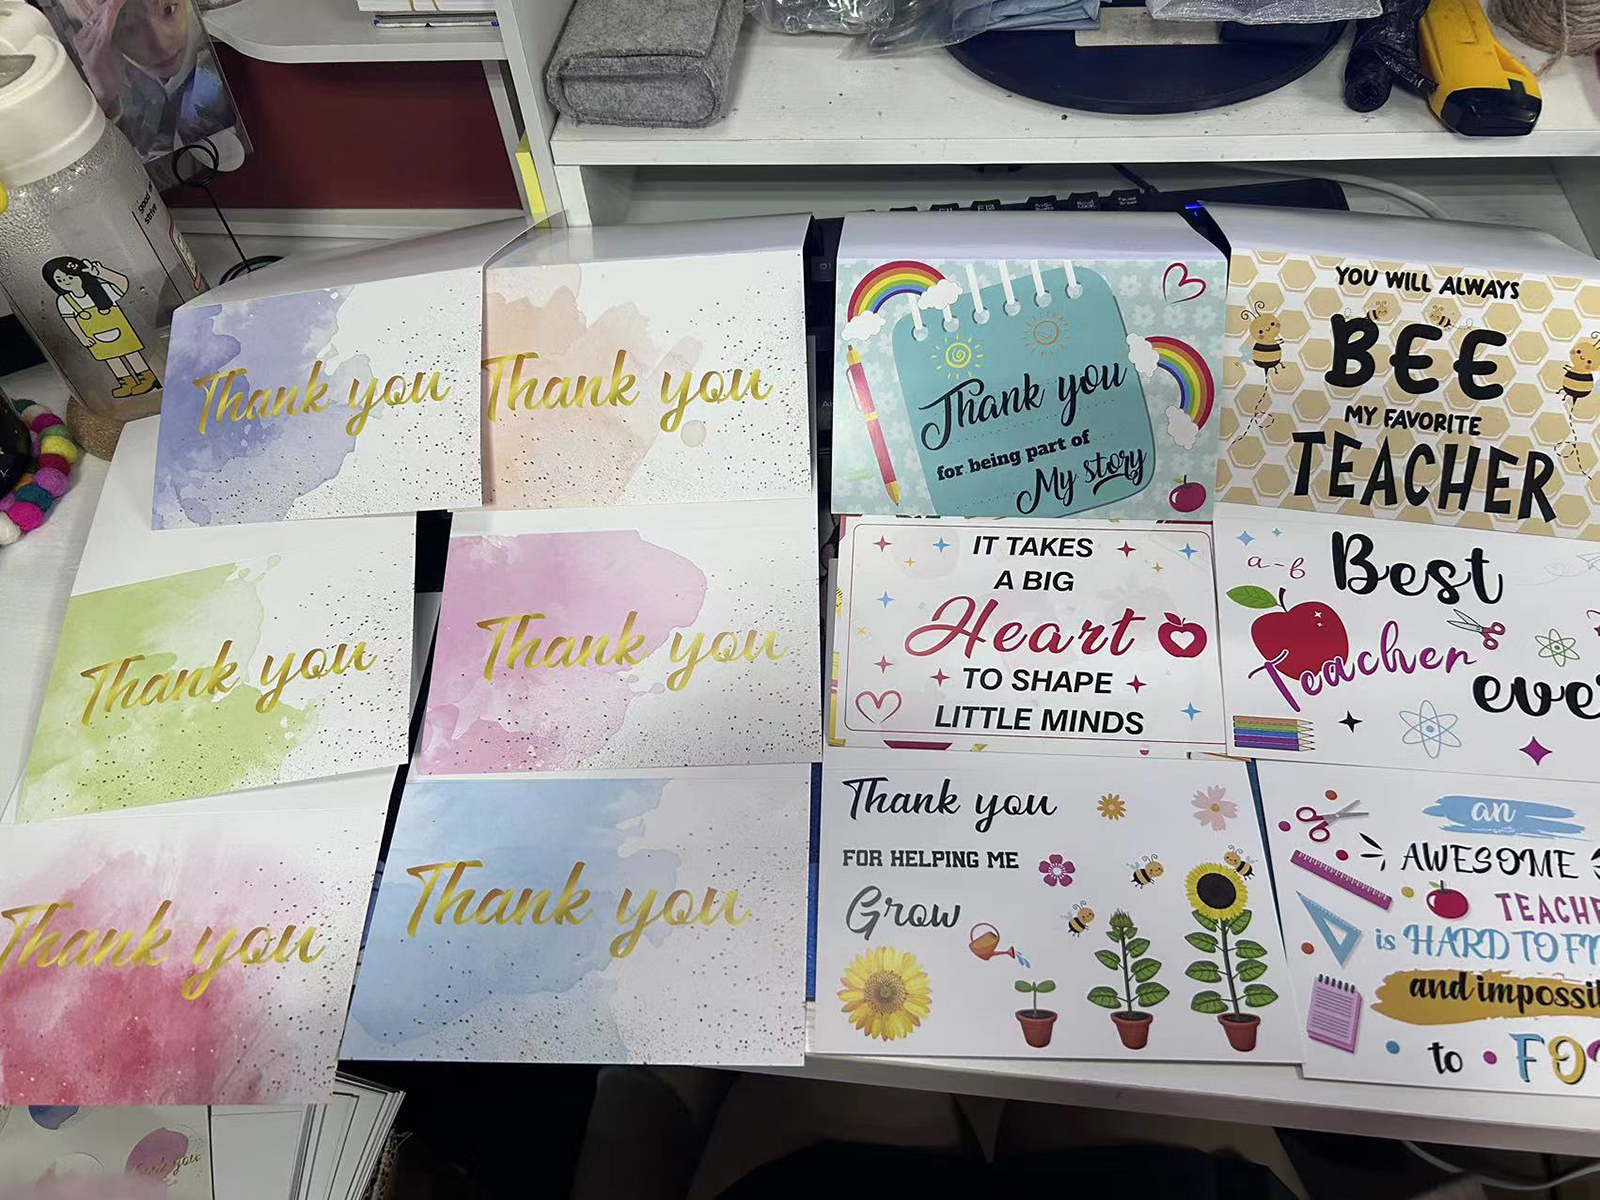 good
strive
Thank you
Thank you
Thank you
Thank you
Thank you
Thank you
Thank you
for being part of
My story
YOU WILL ALWAYS
BEE
MY FAVORITE
TEACHER
IT TAKES
A BIG
Heart
TO SHAPE
LITTLE MINDS
a-b
Best
Teacher
Thank you
FOR HELPING ME
Grow
an
AWESOME
is HARD TO
and
to